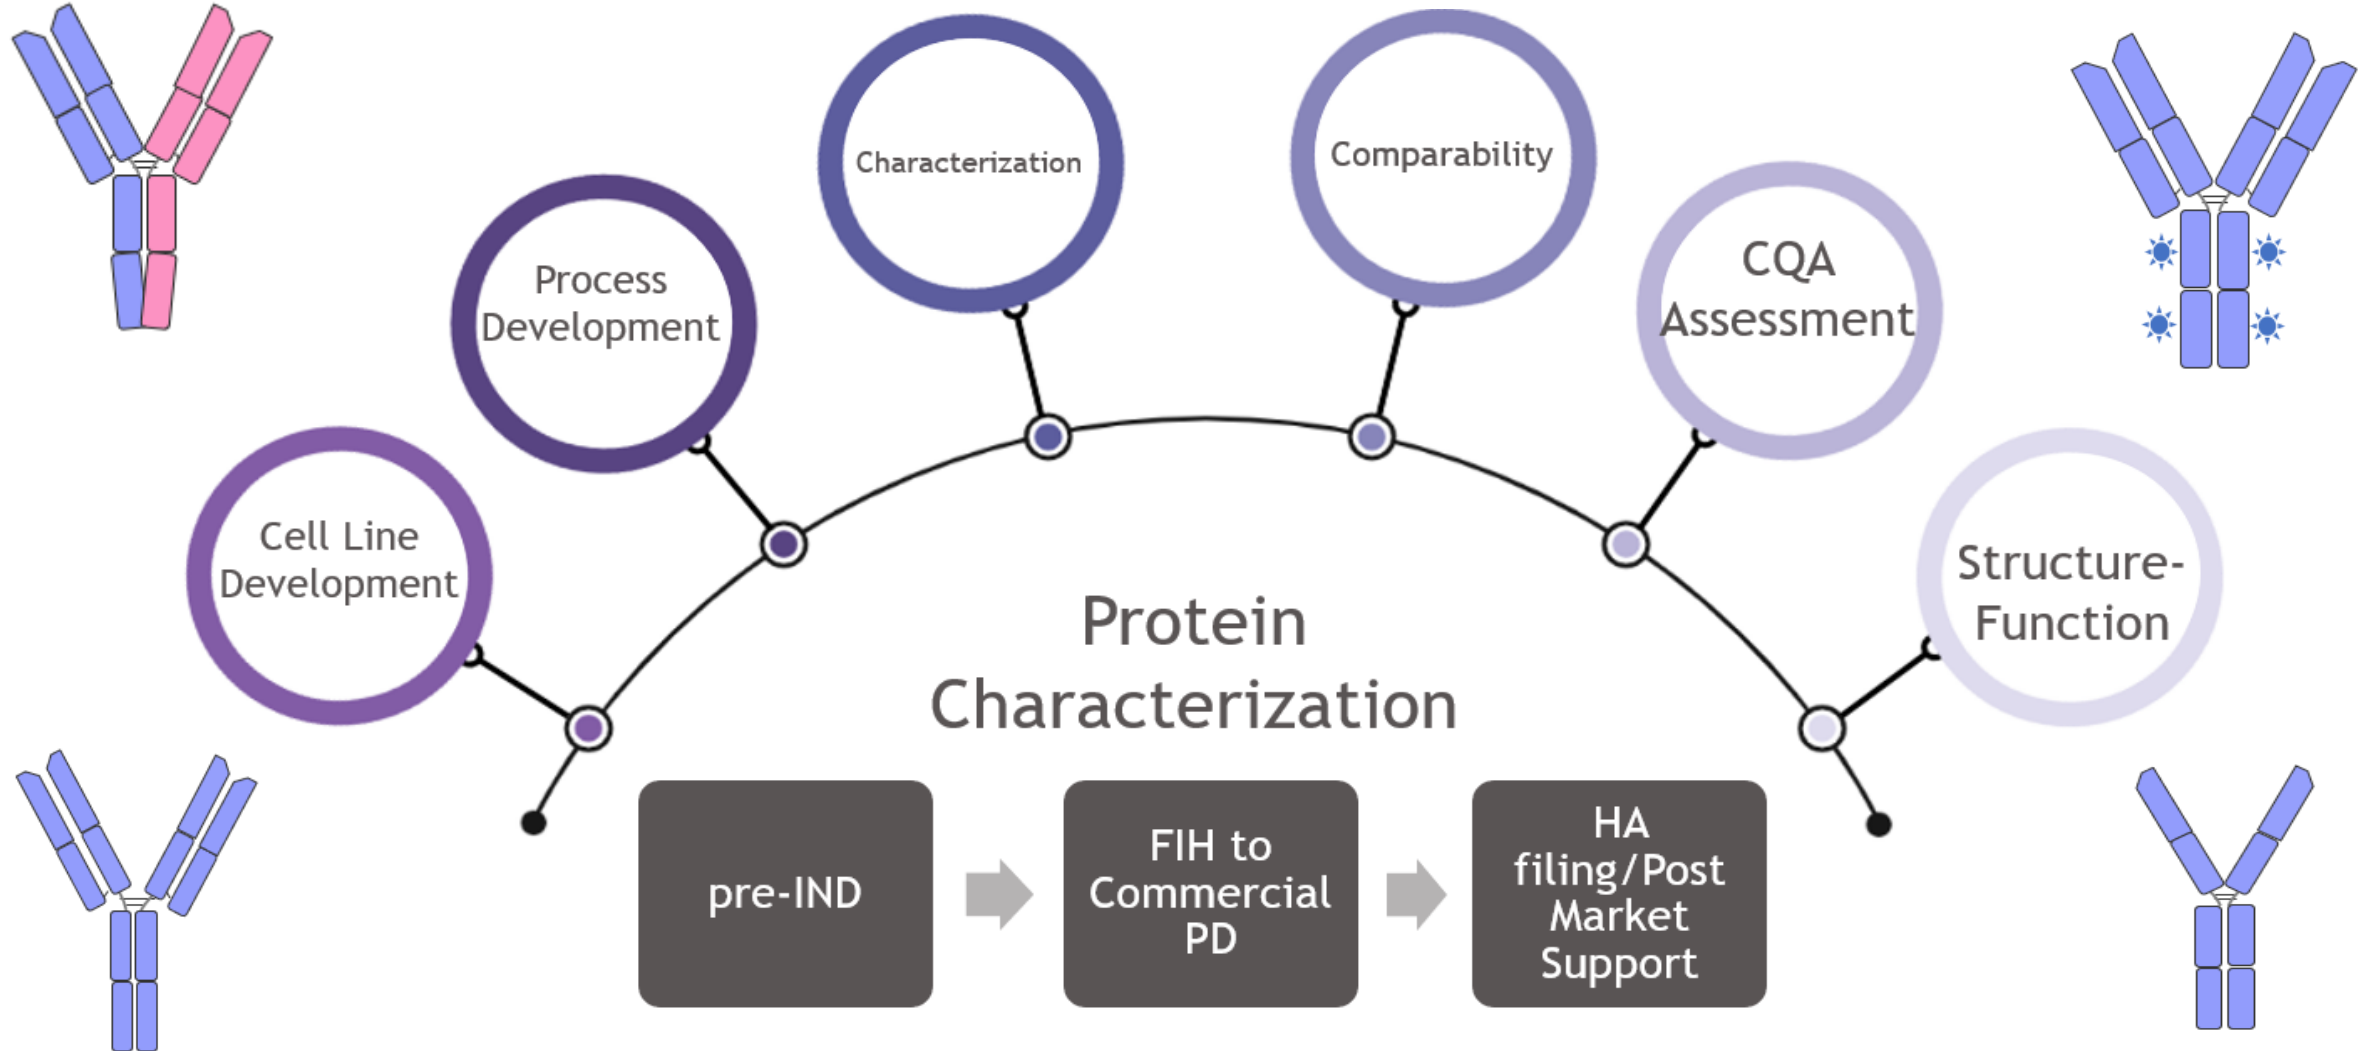 Cell Line
Development
Process
Development
Characterization
Comparability
CQA
Assessment
Structure-
Function
Protein
Characterization
pre-IND
FIH to
Commercial
PD
HA
filing/Post
Market
Support